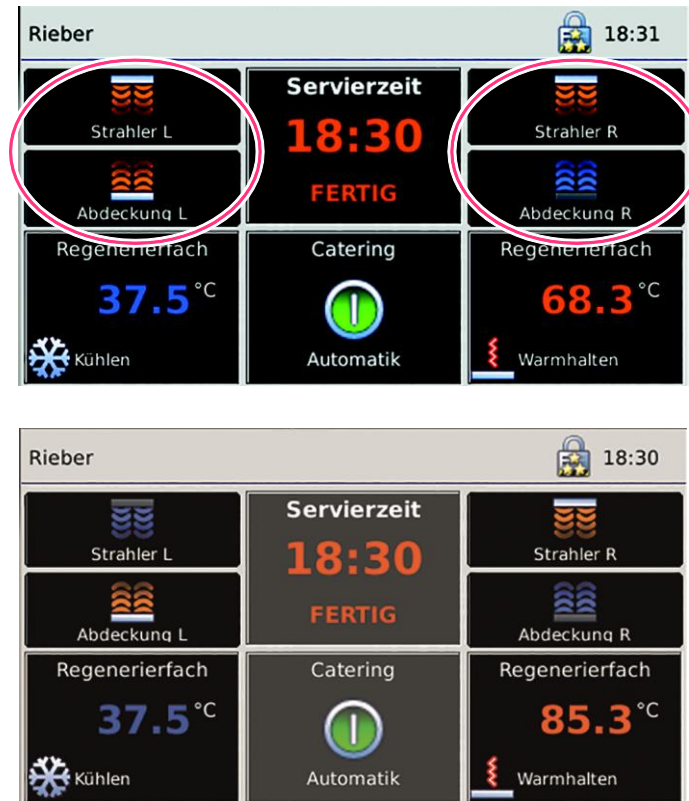 Rieber 18:31
Strahler L
Servierzeit
Strahler R
18:30
Abdeckung L
FERTIG
Abdeckung R
Regenerierfach
Catering
Regenerierfach
37.5 °C
68.3 °C
Kühlen
Automatik
Warmhalten
Rieber 18:30
Strahler L
Servierzeit
Strahler R
18:30
Abdeckung L
FERTIG
Abdeckung R
Regenerierfach
Catering
Regenerierfach
37.5 °C
85.3 °C
Kühlen
Automatik
Warmhalten